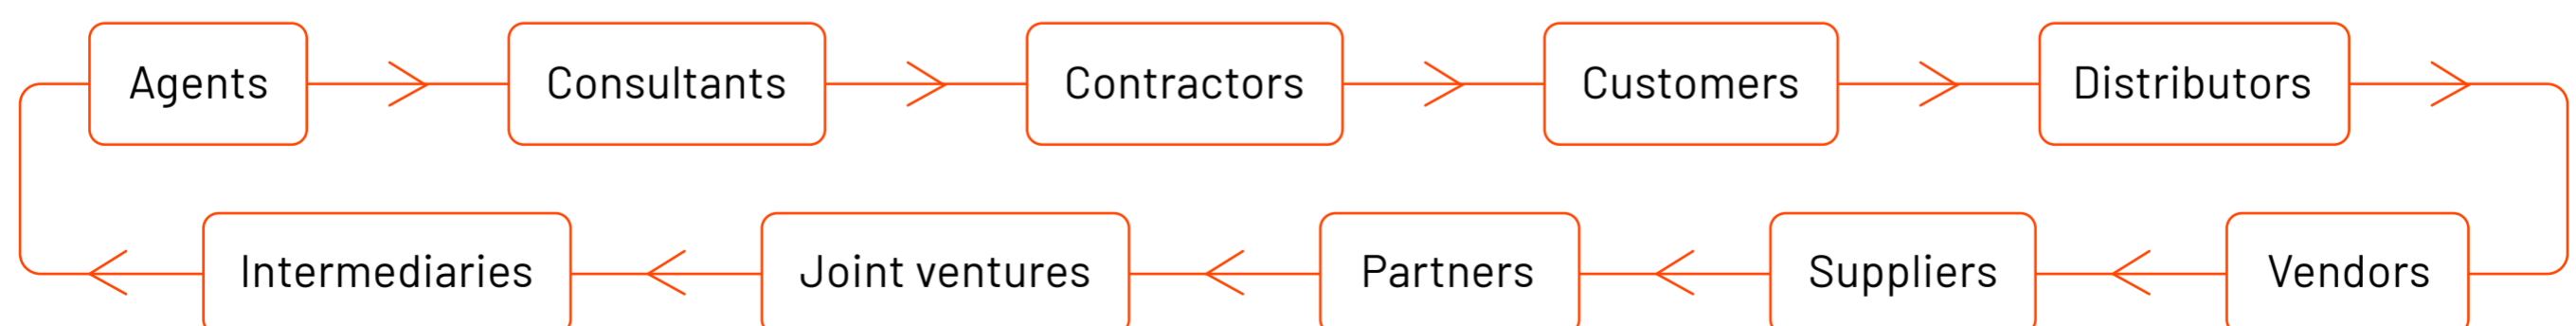 Agents Consultants Contractors Customers Distributors
Intermediaries Joint ventures Partners Suppliers Vendors